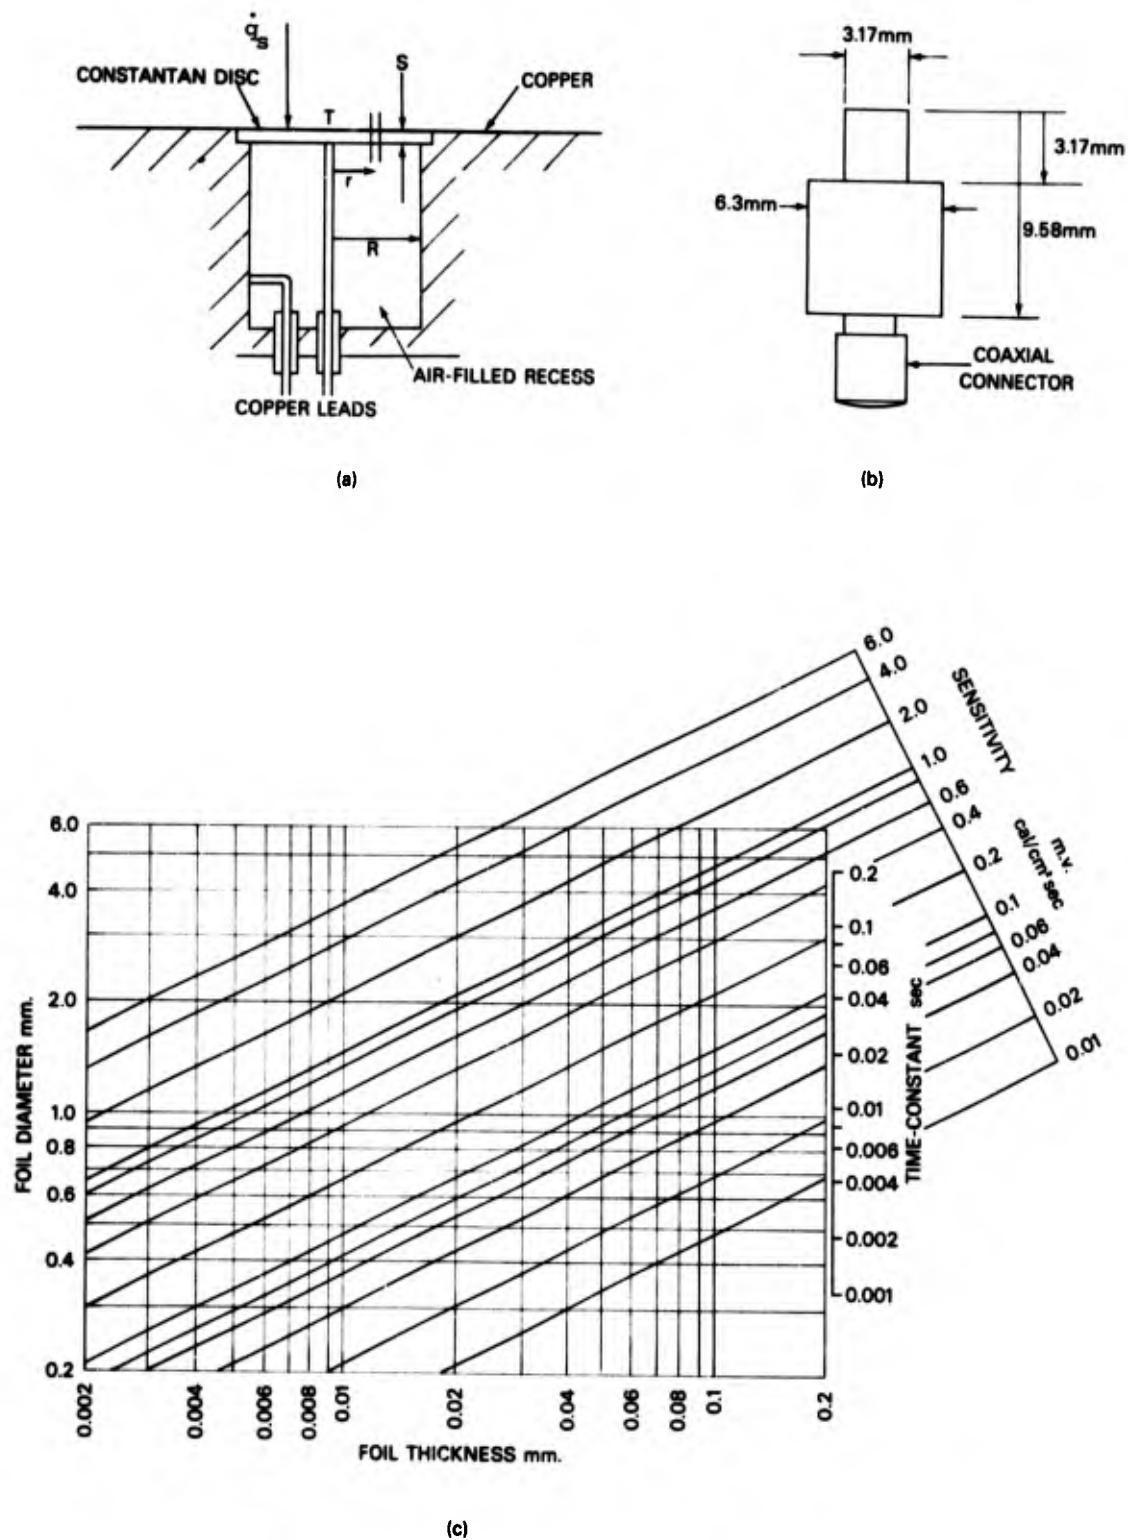 q̇s
CONSTANTAN DISC
T
S
COPPER
r
R
AIR-FILLED RECESS
COPPER LEADS
(a)
3.17mm
3.17mm
6.3mm
9.58mm
COAXIAL
CONNECTOR
(b)
6.0
4.0
2.0
1.0
0.6
0.4
0.2
0.1
0.06
0.04
0.02
0.01
SENSITIVITY
m.v.
cal/cm² sec
6.0
4.0
2.0
1.0
0.8
0.6
0.4
0.2
FOIL DIAMETER mm.
0.2
0.1
0.06
0.04
0.02
0.01
0.006
0.004
0.002
0.001
TIME-CONSTANT sec
0.002
0.004
0.006
0.008
0.01
0.02
0.04
0.06
0.08
0.1
0.2
FOIL THICKNESS mm.
(c)